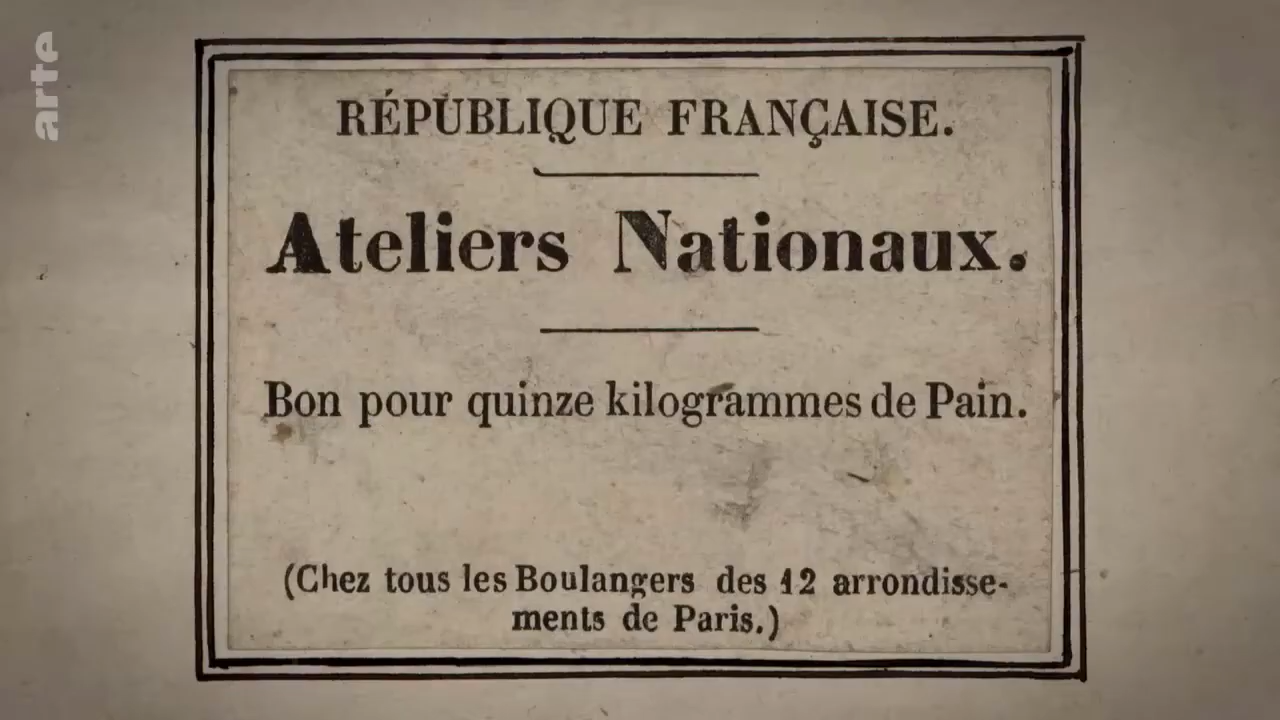 arte
RÉPUBLIQUE FRANÇAISE.
Ateliers Nationaux.
Bon pour quinze kilogrammes de Pain.
(Chez tous les Boulangers des 12 arrondisse-
ments de Paris.)